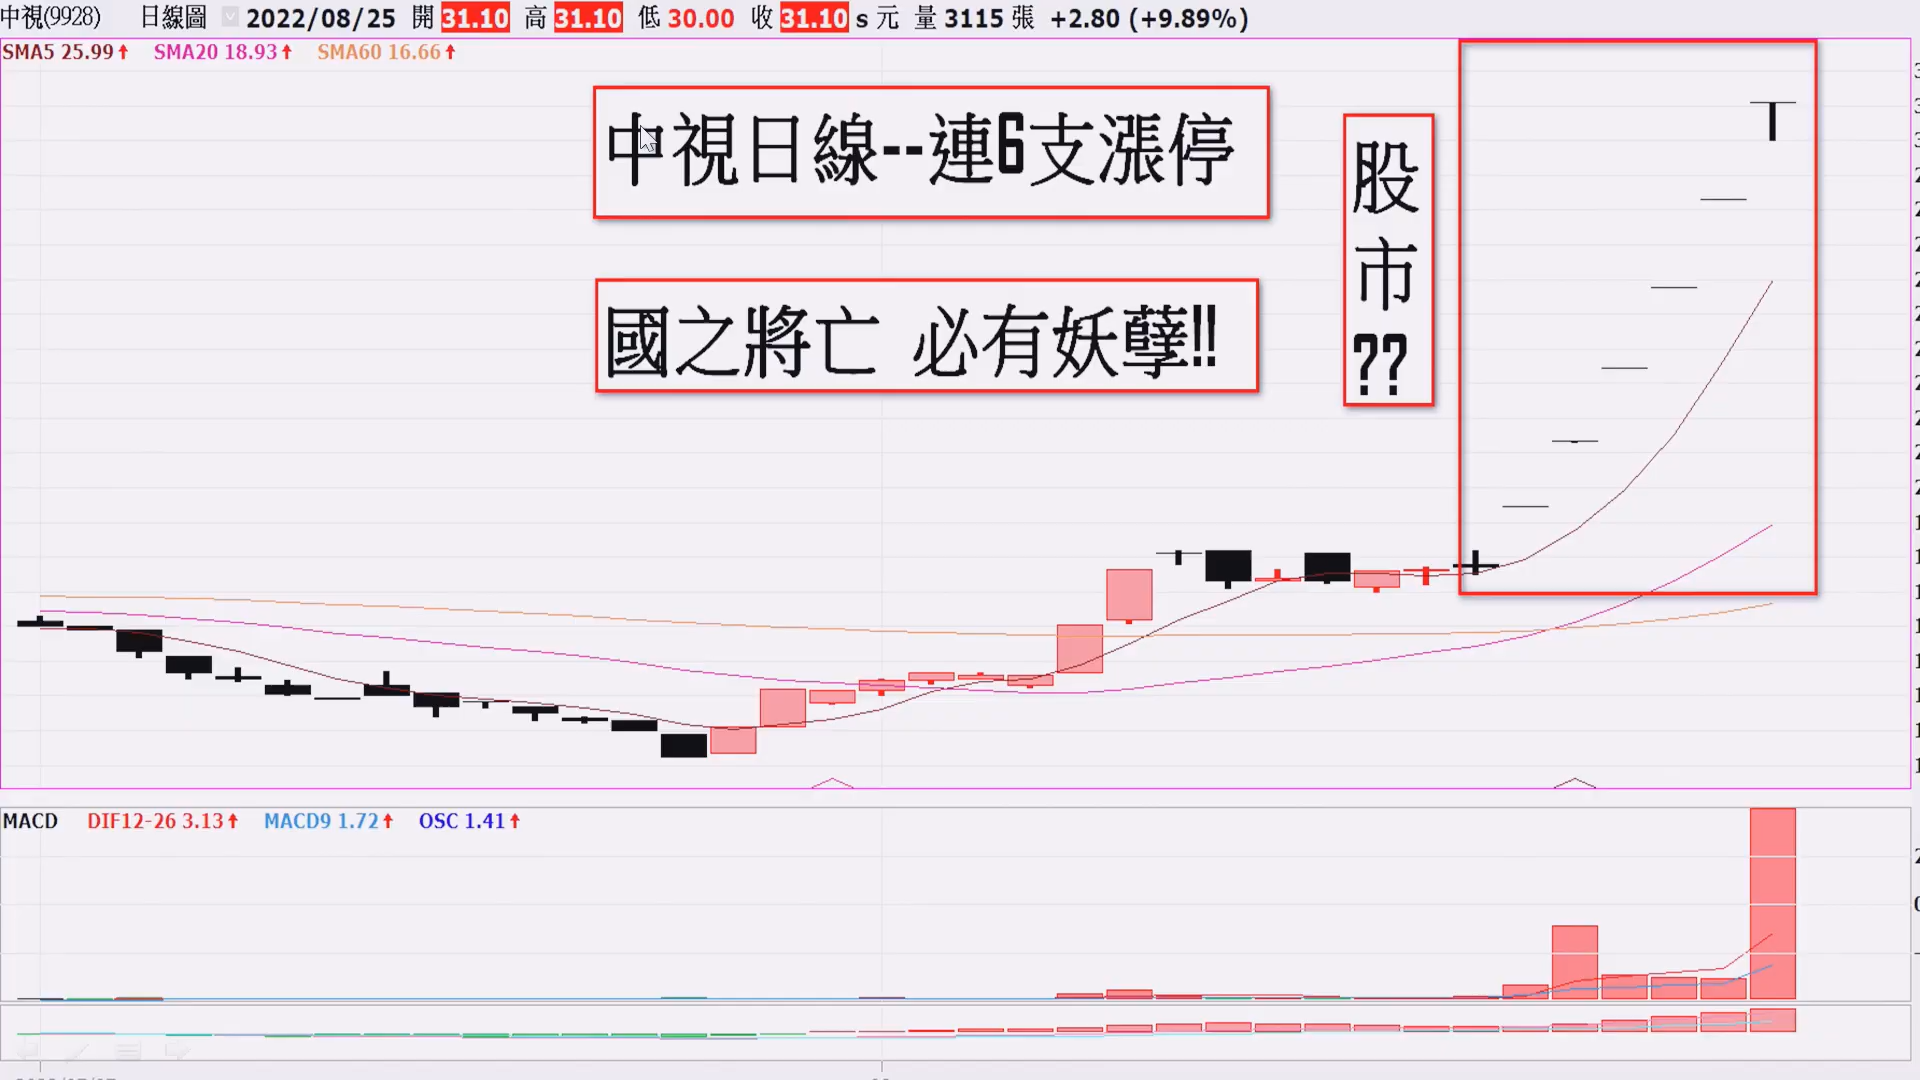 中視(9928) 日線圖 2022/08/25 開 31.10 高 31.10 低 30.00 收 31.10 s 元 量 3115 張 +2.80 (+9.89%)
SMA5 25.99↑ SMA20 18.93↑ SMA60 16.66↑
中視日線--連6支漲停
國之將亡 必有妖孽!!
股
市
??
MACD DIF12-26 3.13↑ MACD9 1.72↑ OSC 1.41↑